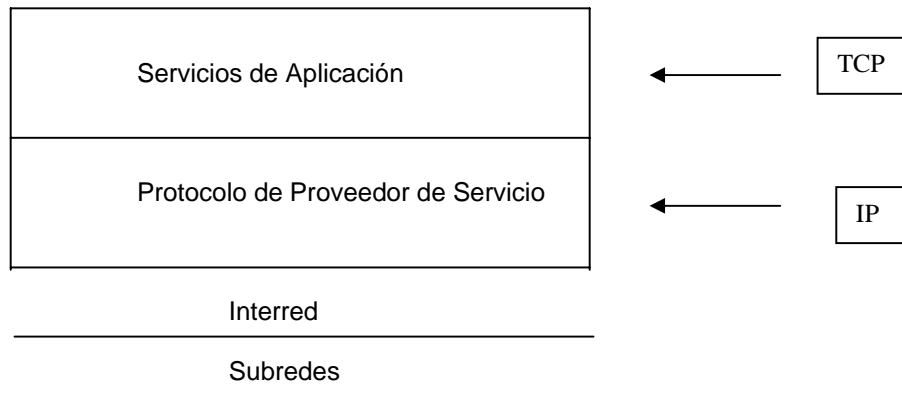 Servicios de Aplicación
TCP
Protocolo de Proveedor de Servicio
IP
Interred
Subredes